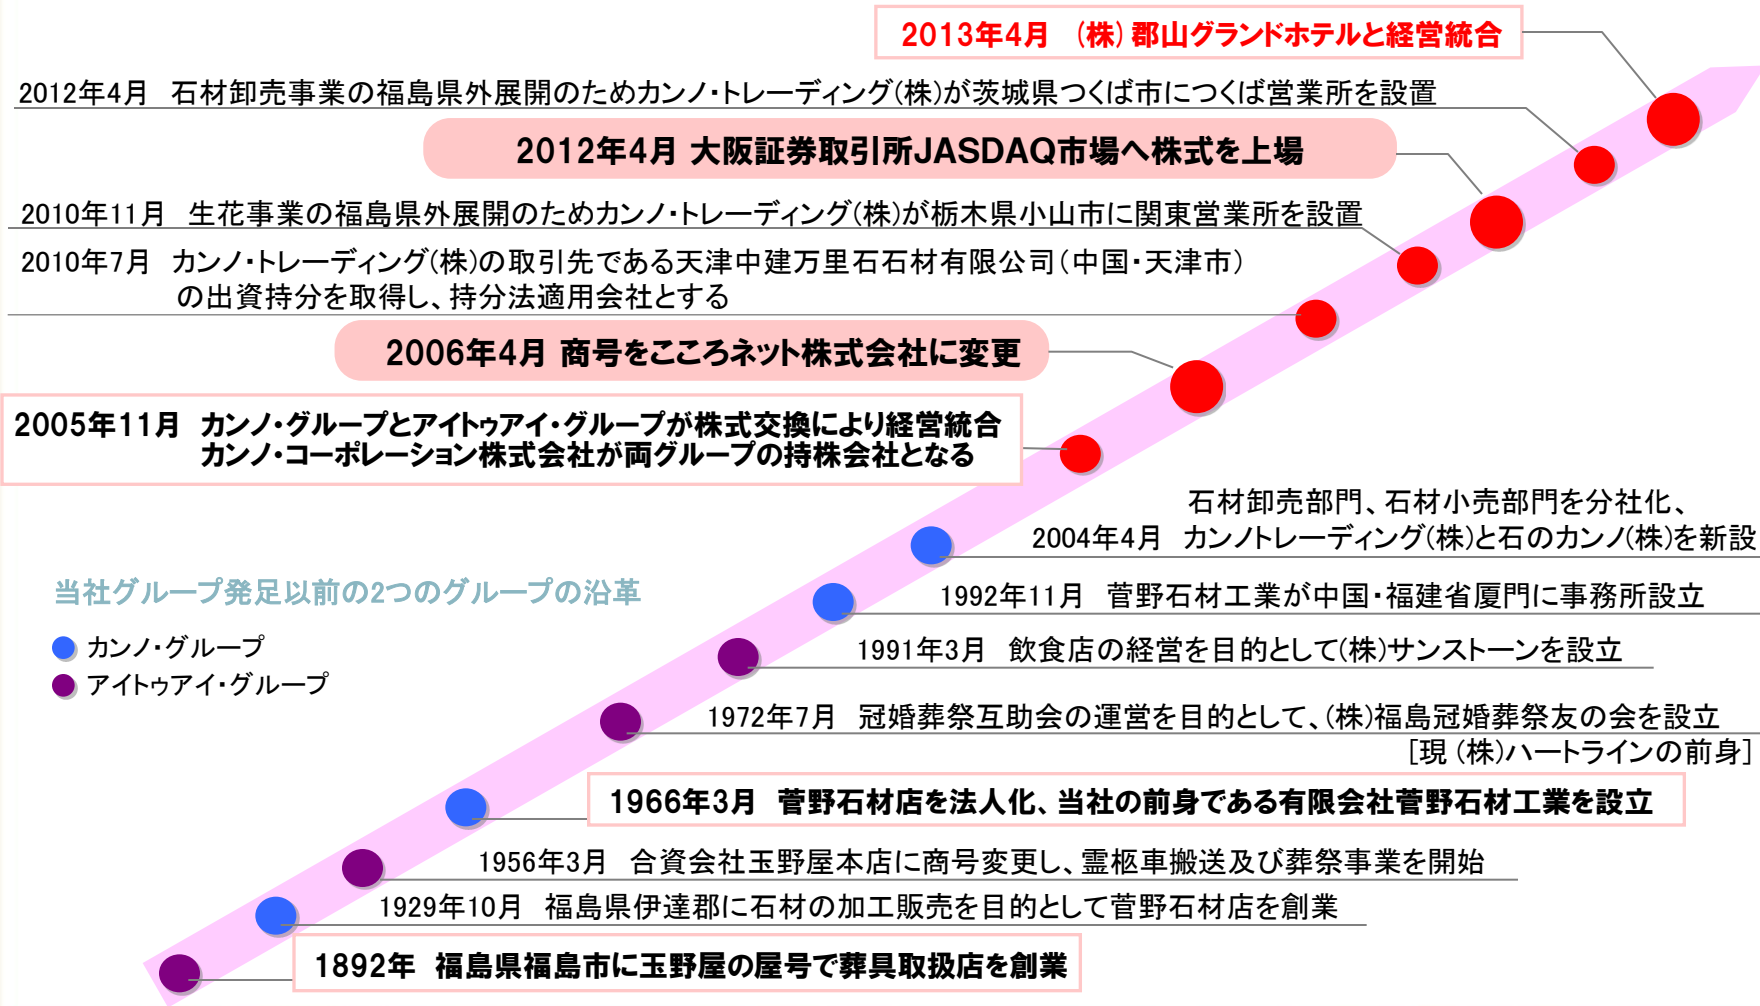 2013年4月　(株)郡山グランドホテルと経営統合
2012年4月　石材卸売事業の福島県外展開のためカンノ・トレーディング(株)が茨城県つくば市につくば営業所を設置
2012年4月 大阪証券取引所JASDAQ市場へ株式を上場
2010年11月　生花事業の福島県外展開のためカンノ・トレーディング(株)が栃木県小山市に関東営業所を設置
2010年7月　カンノ・トレーディング(株)の取引先である天津中建万里石石材有限公司(中国・天津市)
の出資持分を取得し、持分法適用会社とする
2006年4月 商号をこころネット株式会社に変更
2005年11月　カンノ・グループとアイトゥアイ・グループが株式交換により経営統合
カンノ・コーポレーション株式会社が両グループの持株会社となる
石材卸売部門、石材小売部門を分社化、
2004年4月　カンノトレーディング(株)と石のカンノ(株)を新設
当社グループ発足以前の2つのグループの沿革
カンノ・グループ
アイトゥアイ・グループ
1992年11月　菅野石材工業が中国・福建省厦門に事務所設立
1991年3月　飲食店の経営を目的として(株)サンストーンを設立
1972年7月　冠婚葬祭互助会の運営を目的として、(株)福島冠婚葬祭友の会を設立
[現 (株)ハートラインの前身]
1966年3月　菅野石材店を法人化、当社の前身である有限会社菅野石材工業を設立
1956年3月　合資会社玉野屋本店に商号変更し、霊柩車搬送及び葬祭事業を開始
1929年10月　福島県伊達郡に石材の加工販売を目的として菅野石材店を創業
1892年　福島県福島市に玉野屋の屋号で葬具取扱店を創業